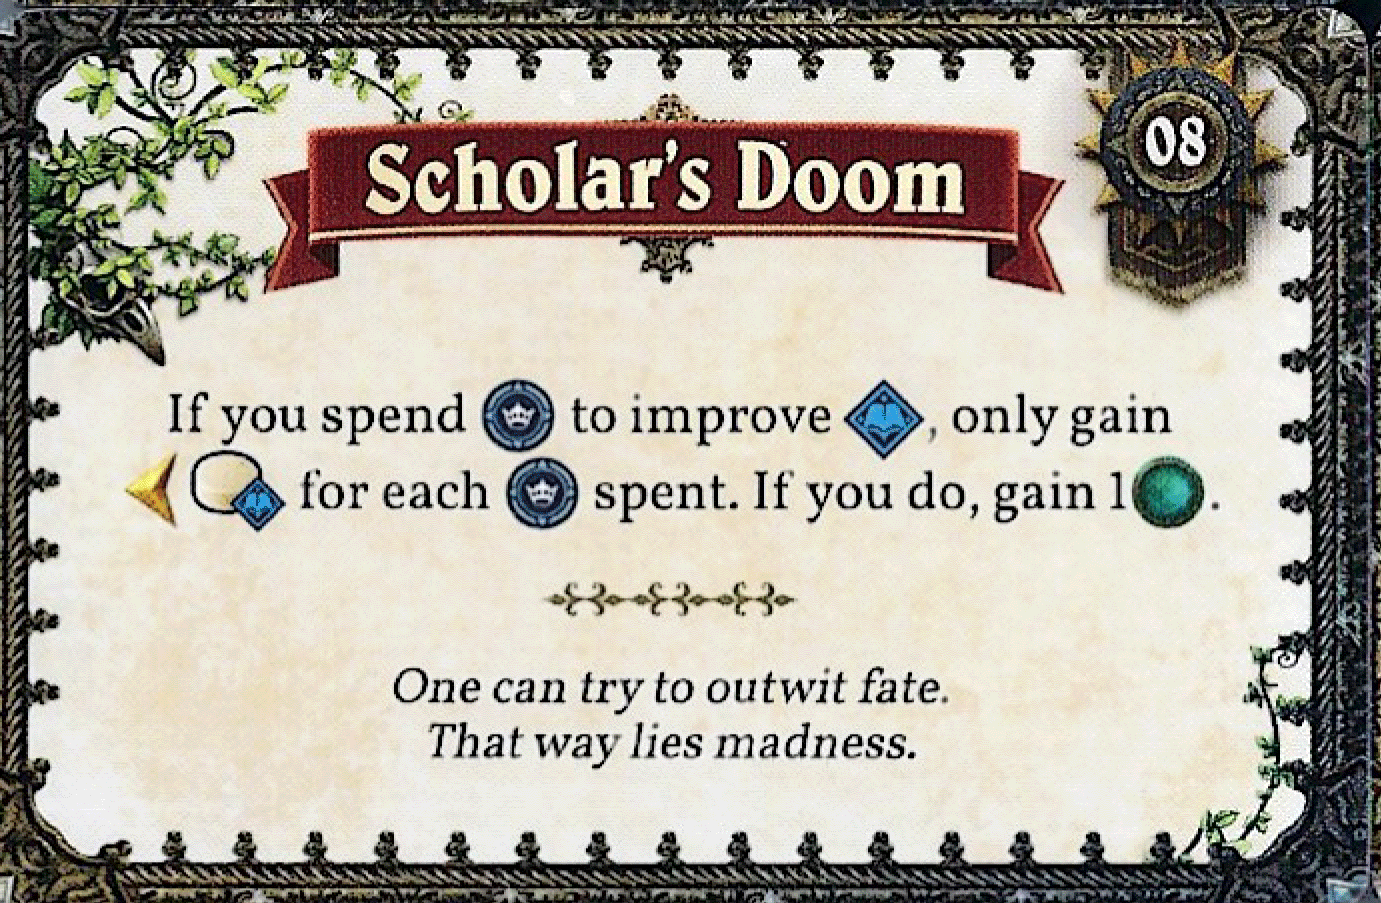 Scholar's Doom
08
If you spend to improve , only gain
for each spent. If you do, gain 1 .
One can try to outwit fate.
That way lies madness.